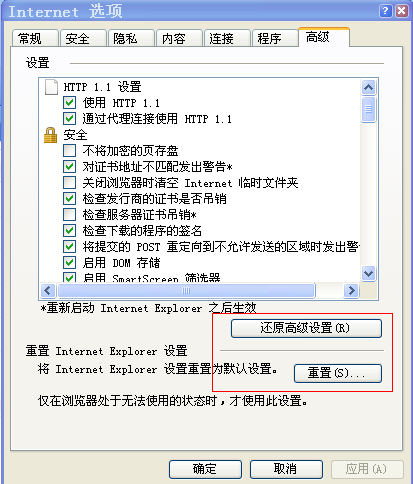 Internet 选项
常规 安全 隐私 内容 连接 程序 高级
设置
HTTP 1.1 设置
使用 HTTP 1.1
通过代理连接使用 HTTP 1.1
安全
不将加密的页存盘
对证书地址不匹配发出警告*
关闭浏览器时清空 Internet 临时文件夹
检查发行商的证书是否吊销
检查服务器证书吊销*
检查下载的程序的签名
将提交的 POST 重定向到不允许发送的区域时发出警
启用 DOM 存储
启用 SmartScreen 筛选器
*重新启动 Internet Explorer 之后生效
还原高级设置(R)
重置 Internet Explorer 设置
将 Internet Explorer 设置重置为默认设置。
重置(S)...
仅在浏览器处于无法使用的状态时，才使用此设置。
确定 取消 应用(A)